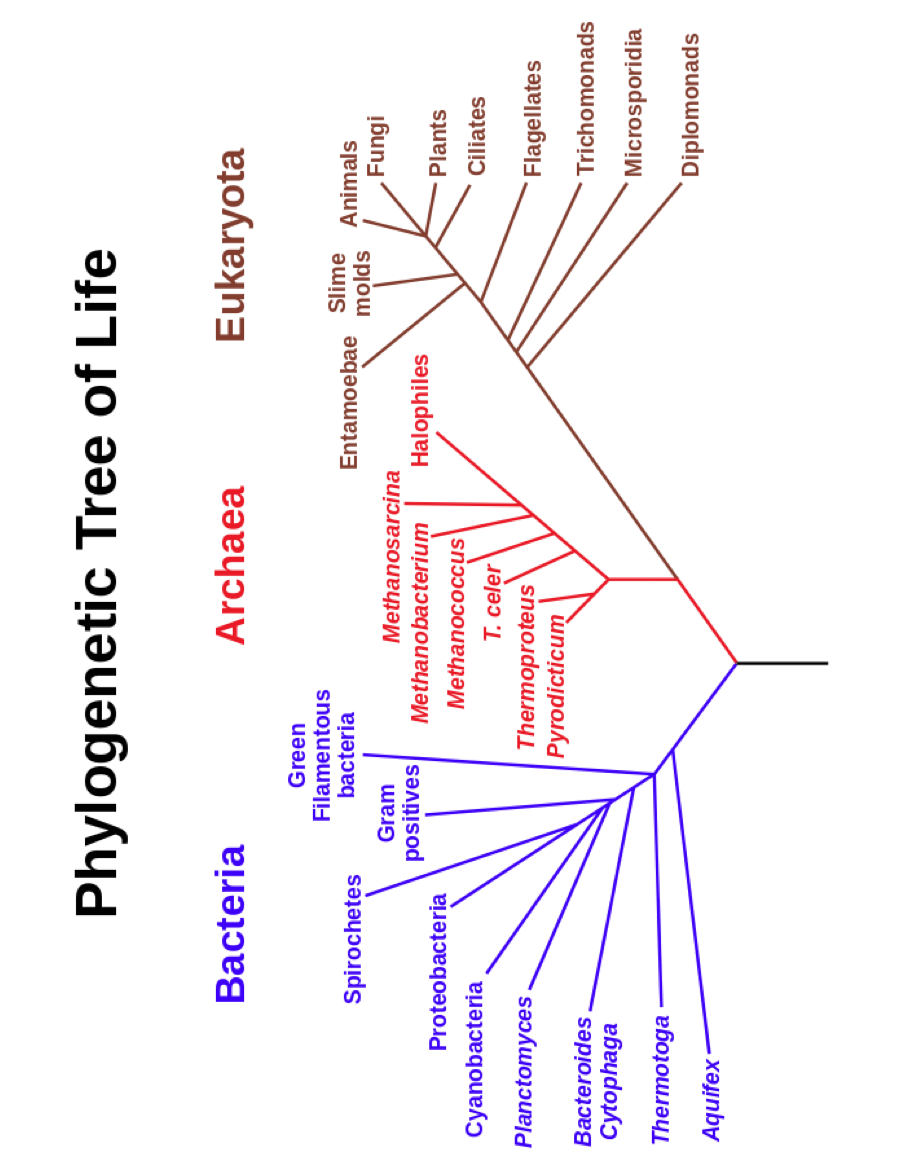 Phylogenetic Tree of Life
Bacteria
Archaea
Eukaryota
Green
Filamentous
bacteria
Gram
positives
Spirochetes
Proteobacteria
Cyanobacteria
Planctomyces
Bacteroides
Cytophaga
Thermotoga
Aquifex
Methanosarcina
Methanobacterium
Methanococcus
T. celer
Thermoproteus
Pyrodicticum
Halophiles
Entamoebae
Slime
molds
Animals
Fungi
Plants
Ciliates
Flagellates
Trichomonads
Microsporidia
Diplomonads